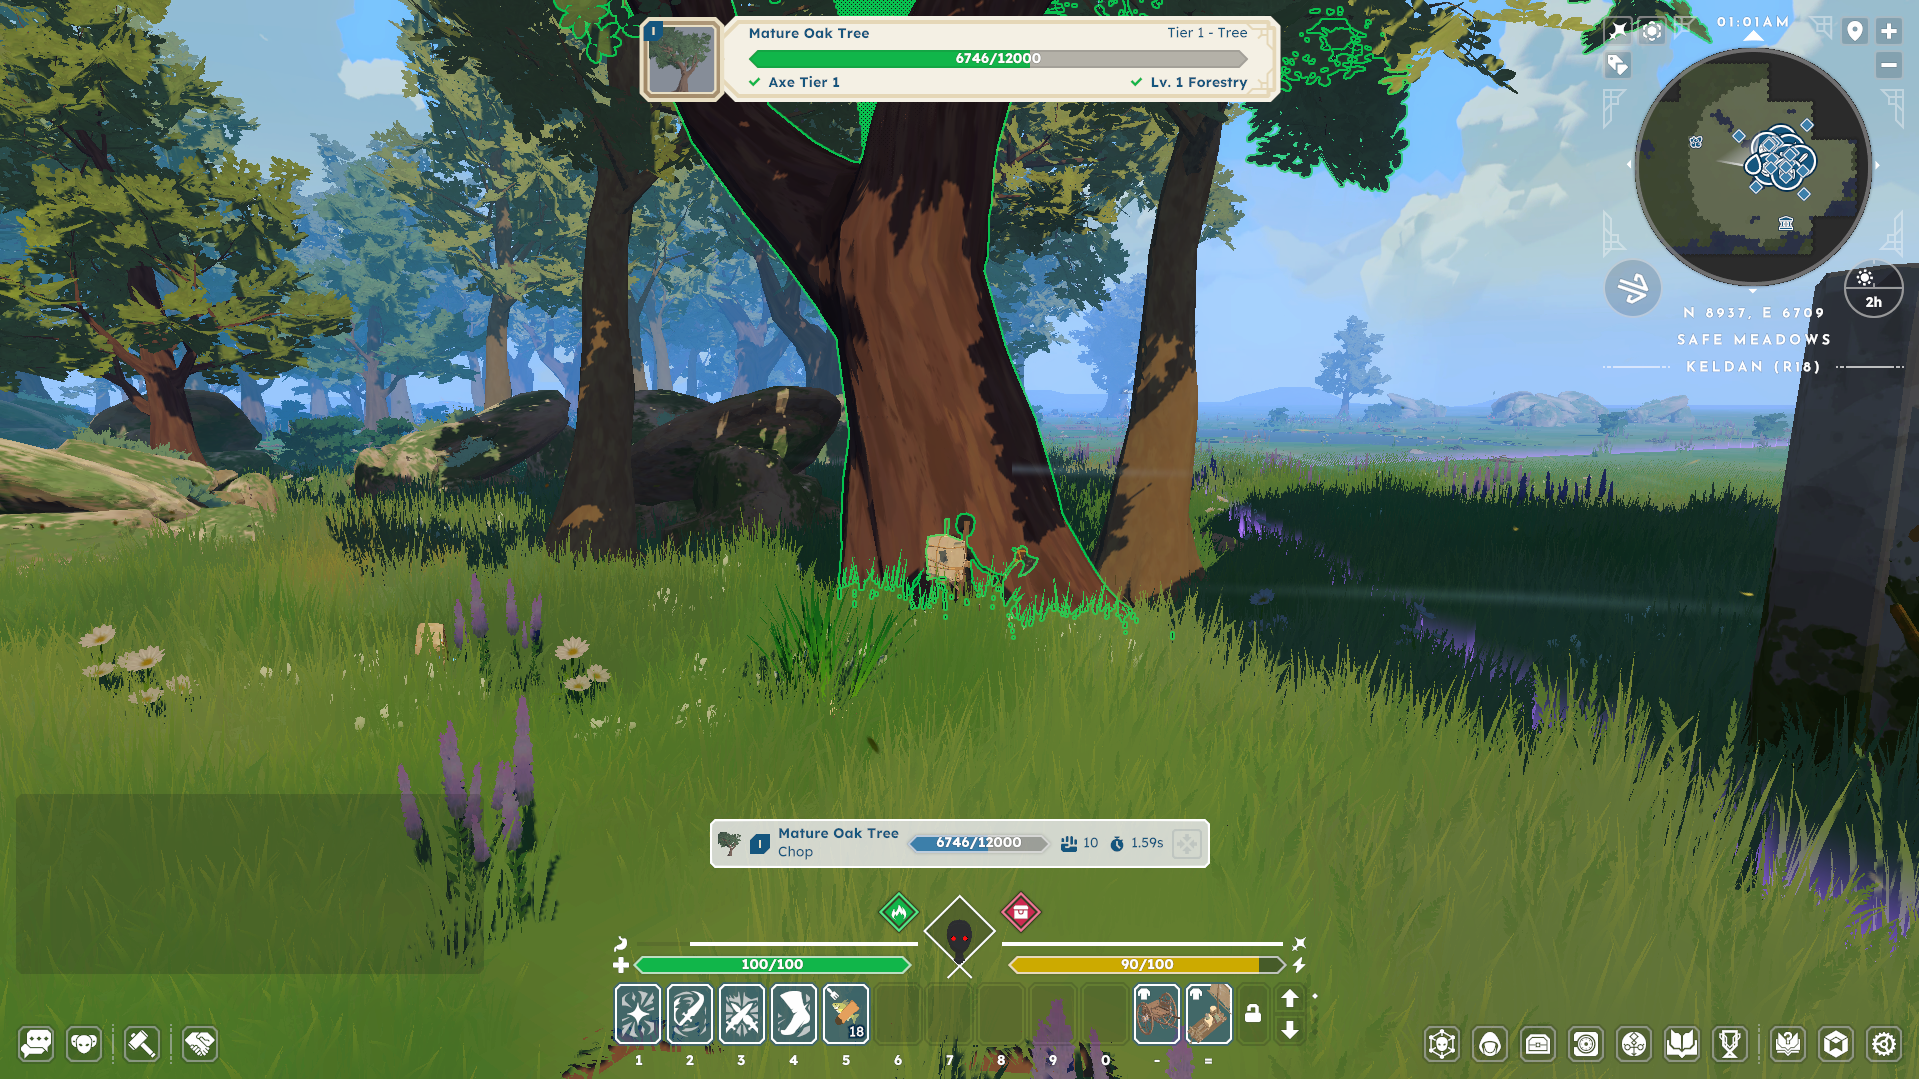 I
Mature Oak Tree
Tier 1 - Tree
6746/12000
Axe Tier 1
Lv. 1 Forestry
01:01AM
2h
N 8937, E 6709
SAFE MEADOWS
KELDAN (R18)
I
Mature Oak Tree
Chop
6746/12000
10
1.59s
100/100
90/100
18
1 2 3 4 5 6 7 8 9 0 - =